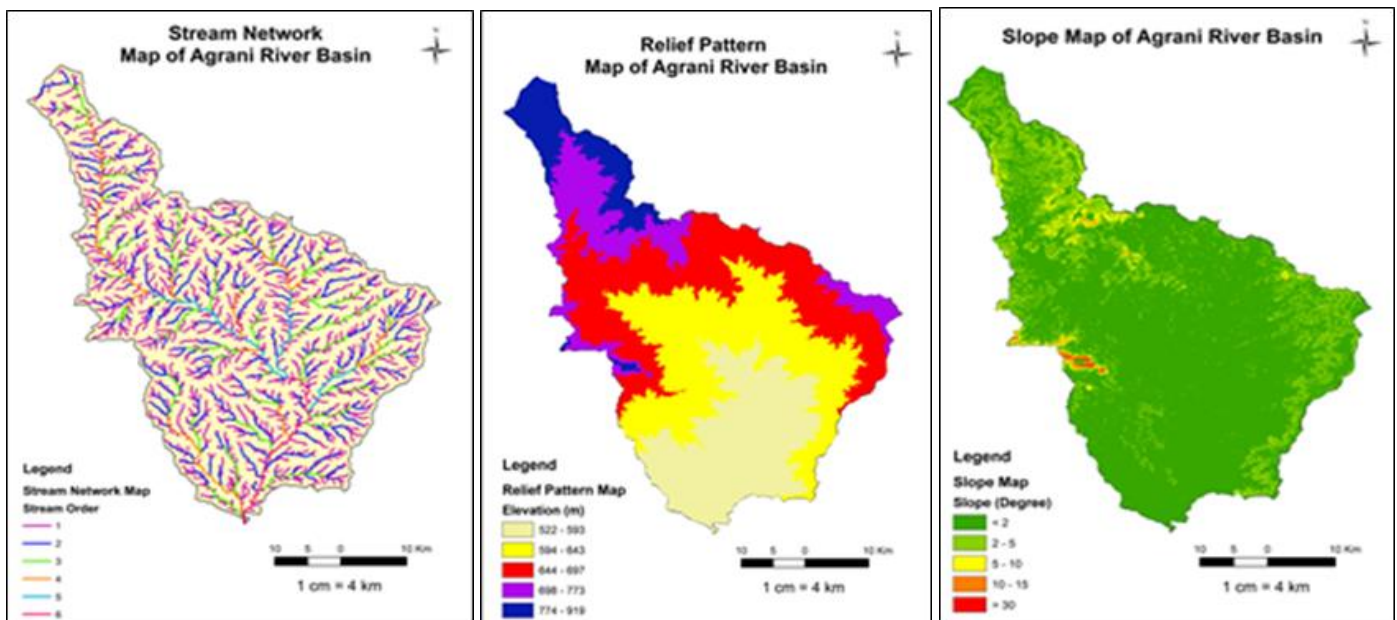 Stream Network
Map of Agrani River Basin
N
Legend
Stream Network Map
Stream Order
1
2
3
4
5
6
10 5 0 10 Km
1 cm = 4 km
Relief Pattern
Map of Agrani River Basin
N
Legend
Relief Pattern Map
Elevation (m)
522 - 593
594 - 643
644 - 697
698 - 773
774 - 919
10 5 0 10 Km
1 cm = 4 km
Slope Map of Agrani River Basin
N
Legend
Slope Map
Slope (Degree)
< 2
2 - 5
5 - 10
10 - 15
> 30
10 5 0 10 Km
1 cm = 4 km